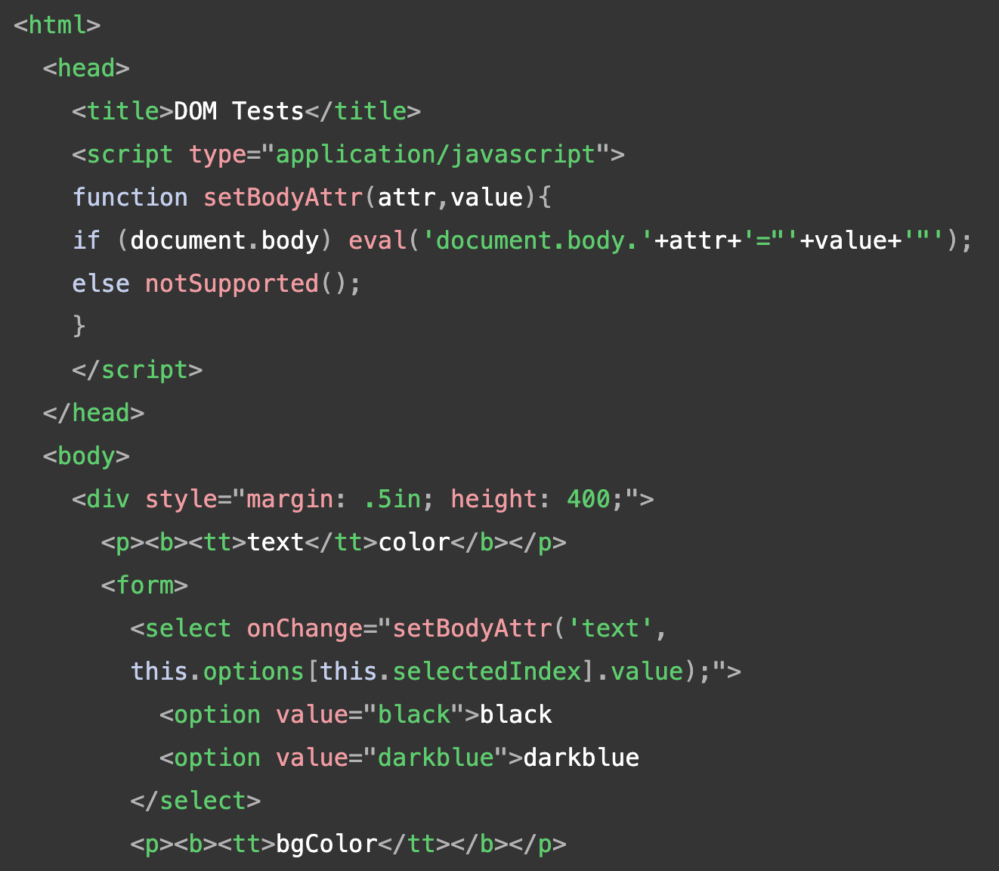 <html>
<head>
<title>DOM Tests</title>
<script type="application/javascript">
function setBodyAttr(attr,value){
if (document.body) eval('document.body.'+attr+'="'+value+'"');
else notSupported();
}
</script>
</head>
<body>
<div style="margin: .5in; height: 400;">
<p><b><tt>text</tt>color</b></p>
<form>
<select onChange="setBodyAttr('text',
this.options[this.selectedIndex].value);">
<option value="black">black
<option value="darkblue">darkblue
</select>
<p><b><tt>bgColor</tt></b></p>